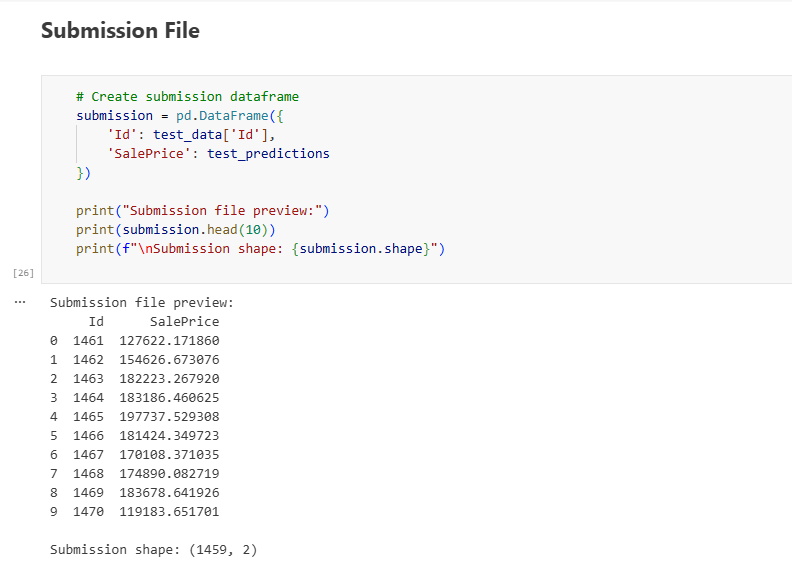 Submission File
# Create submission dataframe
submission = pd.DataFrame({
    'Id': test_data['Id'],
    'SalePrice': test_predictions
})
print("Submission file preview:")
print(submission.head(10))
print(f"\nSubmission shape: {submission.shape}")
[26]
... Submission file preview:
     Id      SalePrice
0  1461  127622.171860
1  1462  154626.673076
2  1463  182223.267920
3  1464  183186.460625
4  1465  197737.529308
5  1466  181424.349723
6  1467  170108.371035
7  1468  174890.082719
8  1469  183678.641926
9  1470  119183.651701
Submission shape: (1459, 2)